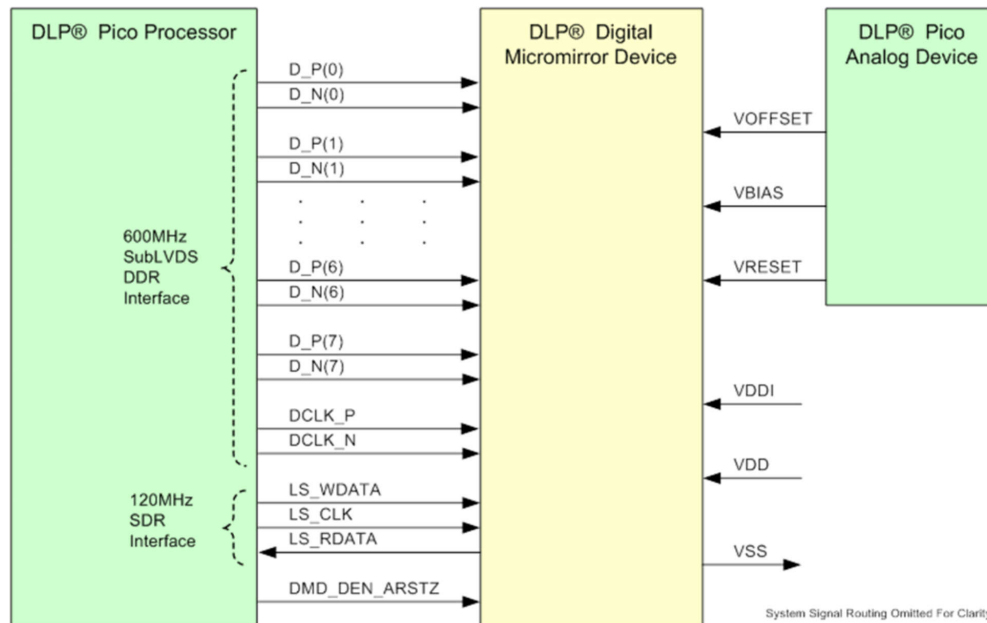 DLP® Pico Processor
DLP® Digital
Micromirror Device
DLP® Pico
Analog Device
D_P(0)
D_N(0)
D_P(1)
D_N(1)
. . .
. . .
. . .
D_P(6)
D_N(6)
D_P(7)
D_N(7)
DCLK_P
DCLK_N
600MHz
SubLVDS
DDR
Interface
LS_WDATA
LS_CLK
LS_RDATA
120MHz
SDR
Interface
DMD_DEN_ARSTZ
VOFFSET
VBIAS
VRESET
VDDI
VDD
VSS
System Signal Routing Omitted For Clarity